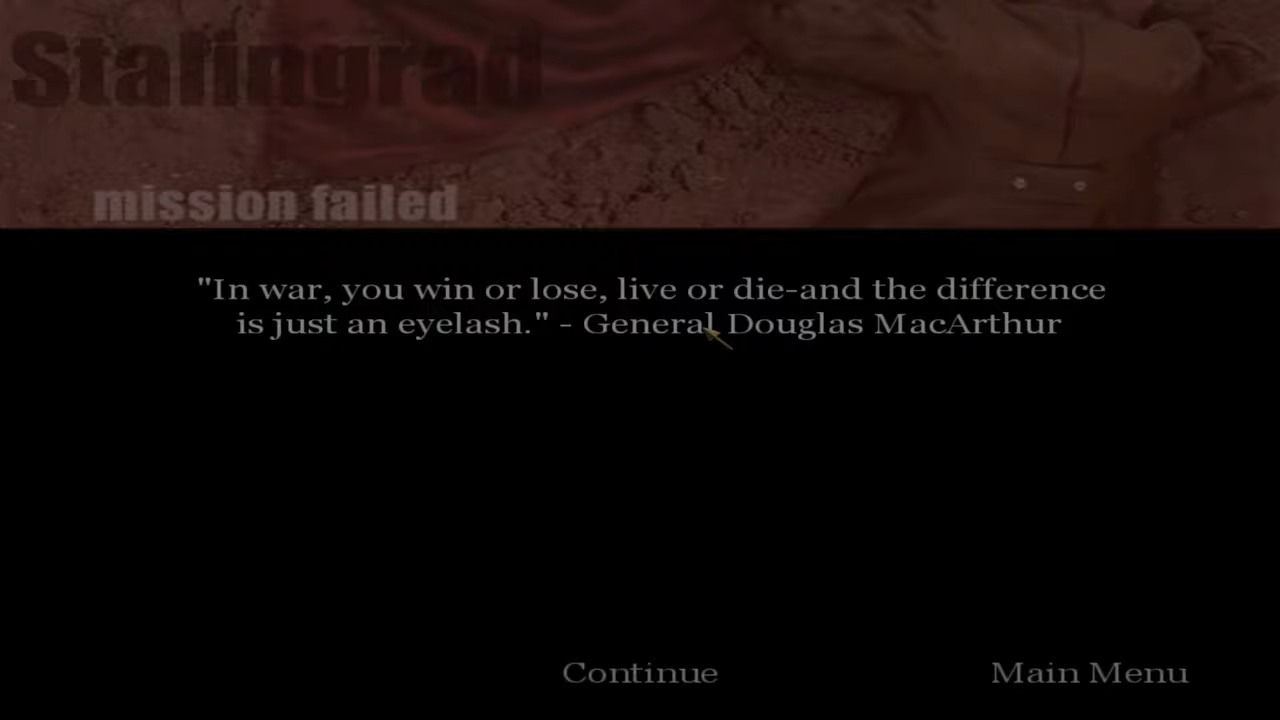 Stalingrad
mission failed
"In war, you win or lose, live or die-and the difference
is just an eyelash." - General Douglas MacArthur
Continue
Main Menu